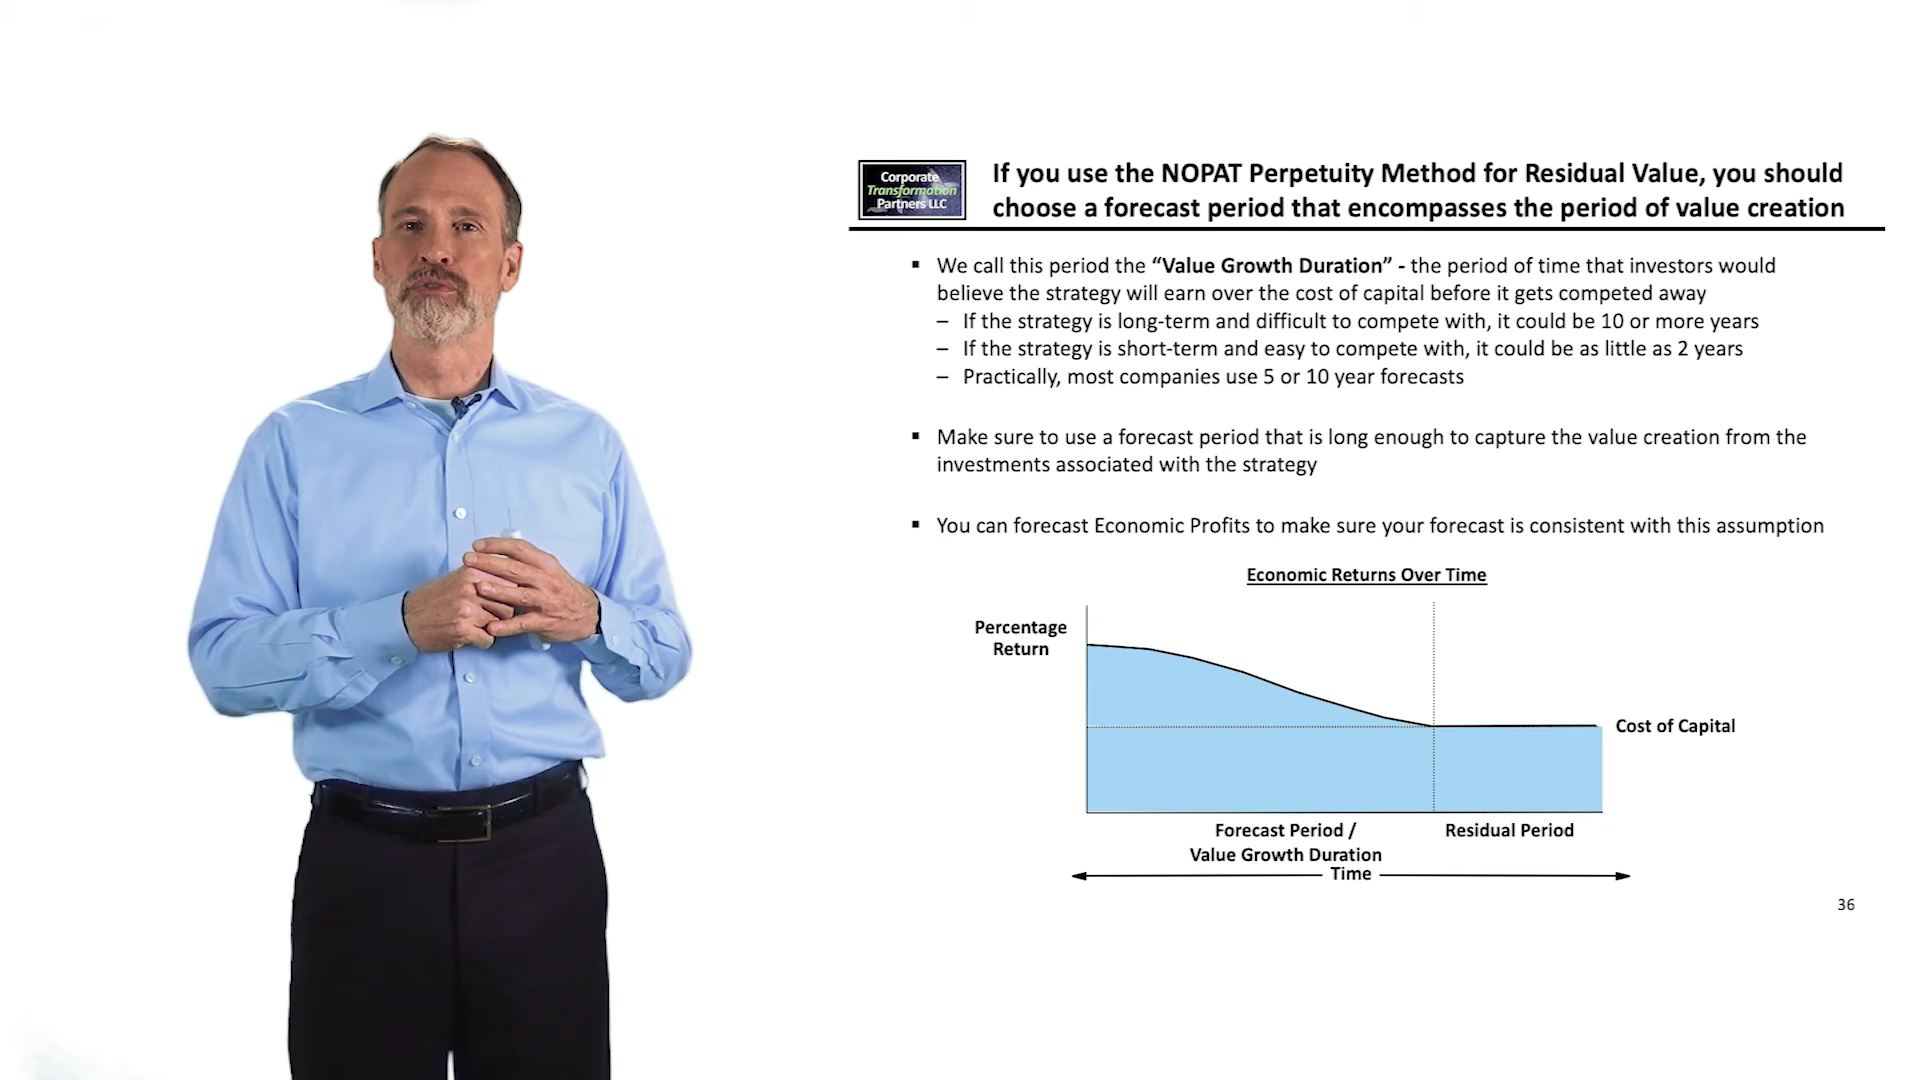 Corporate
Transformation
Partners LLC
If you use the NOPAT Perpetuity Method for Residual Value, you should
choose a forecast period that encompasses the period of value creation
▪ We call this period the “Value Growth Duration” - the period of time that investors would
believe the strategy will earn over the cost of capital before it gets competed away
– If the strategy is long-term and difficult to compete with, it could be 10 or more years
– If the strategy is short-term and easy to compete with, it could be as little as 2 years
– Practically, most companies use 5 or 10 year forecasts
▪ Make sure to use a forecast period that is long enough to capture the value creation from the
investments associated with the strategy
▪ You can forecast Economic Profits to make sure your forecast is consistent with this assumption
Economic Returns Over Time
Percentage
Return
Cost of Capital
Forecast Period /
Value Growth Duration
Residual Period
Time
36